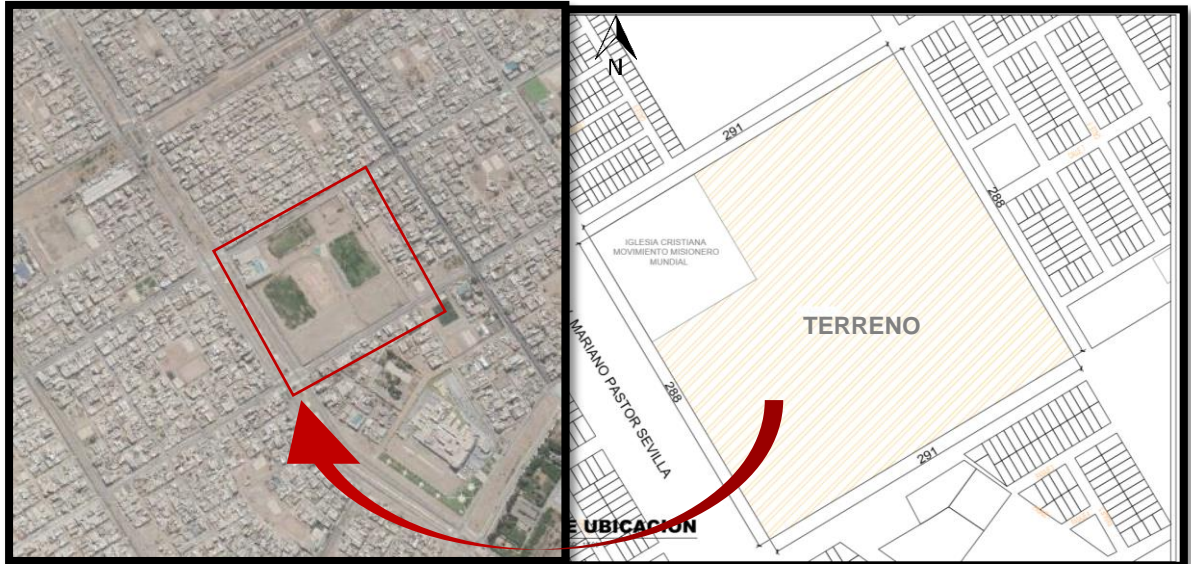 N
291
288
IGLESIA CRISTIANA
MOVIMIENTO MISIONERO
MUNDIAL
TERRENO
MARIANO PASTOR SEVILLA
288
291
E UBICACION